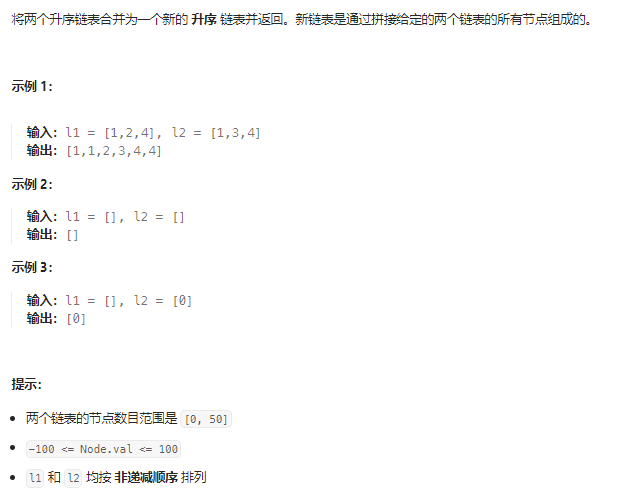 将两个升序链表合并为一个新的 升序 链表并返回。新链表是通过拼接给定的两个链表的所有节点组成的。
示例 1：
输入：l1 = [1,2,4], l2 = [1,3,4]
输出：[1,1,2,3,4,4]
示例 2：
输入：l1 = [], l2 = []
输出：[]
示例 3：
输入：l1 = [], l2 = [0]
输出：[0]
提示：
• 两个链表的节点数目范围是 [0, 50]
• -100 <= Node.val <= 100
• l1 和 l2 均按 非递减顺序 排列